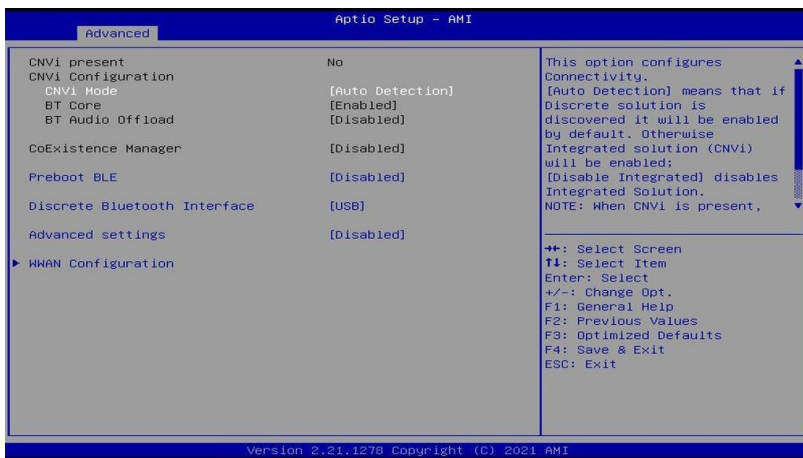 Aptio Setup – AMI
Advanced
CNVi present No
CNVi Configuration
CNVi Mode [Auto Detection]
BT Core [Enabled]
BT Audio Offload [Disabled]
CoExistence Manager [Disabled]
Preboot BLE [Disabled]
Discrete Bluetooth Interface [USB]
Advanced settings [Disabled]
WWAN Configuration
This option configures
Connectivity.
[Auto Detection] means that if
Discrete solution is
discovered it will be enabled
by default. Otherwise
Integrated solution (CNVi)
will be enabled;
[Disable Integrated] disables
Integrated Solution.
NOTE: When CNVi is present,
→←: Select Screen
↑↓: Select Item
Enter: Select
+/-: Change Opt.
F1: General Help
F2: Previous Values
F3: Optimized Defaults
F4: Save & Exit
ESC: Exit
Version 2.21.1278 Copyright (C) 2021 AMI